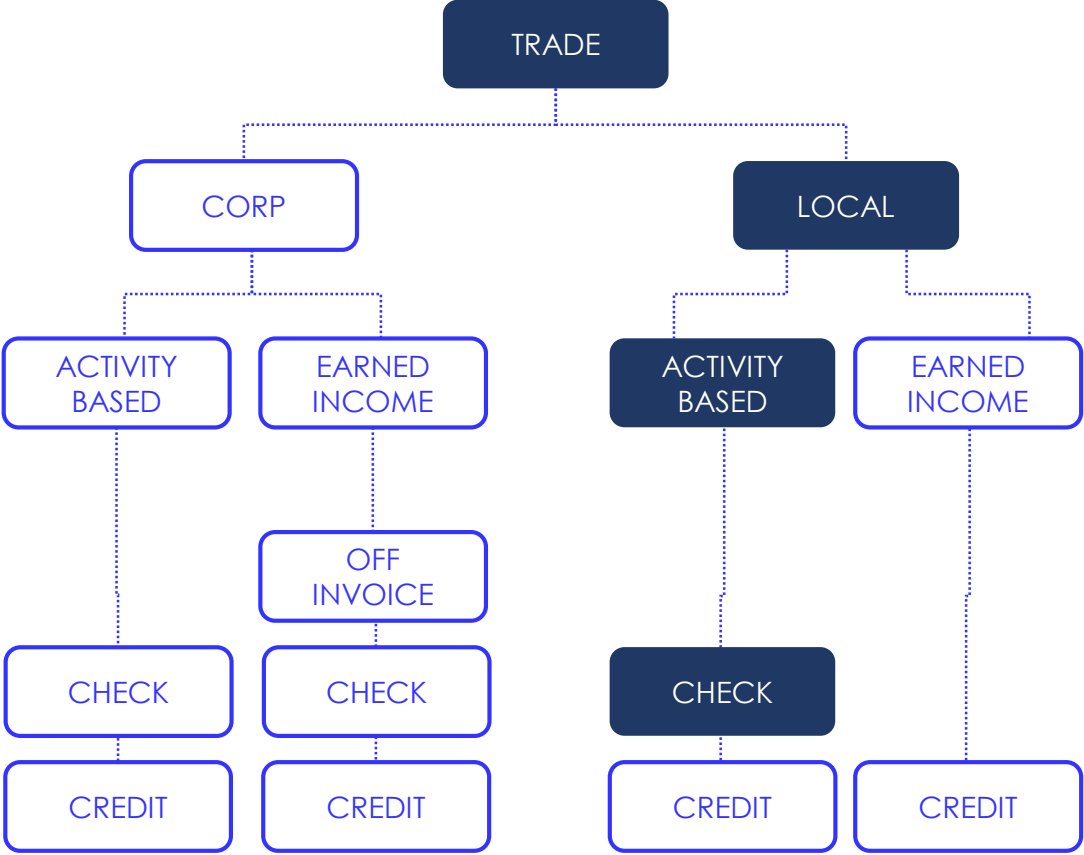 TRADE
CORP
LOCAL
ACTIVITY
BASED
EARNED
INCOME
ACTIVITY
BASED
EARNED
INCOME
OFF
INVOICE
CHECK
CHECK
CHECK
CREDIT
CREDIT
CREDIT
CREDIT